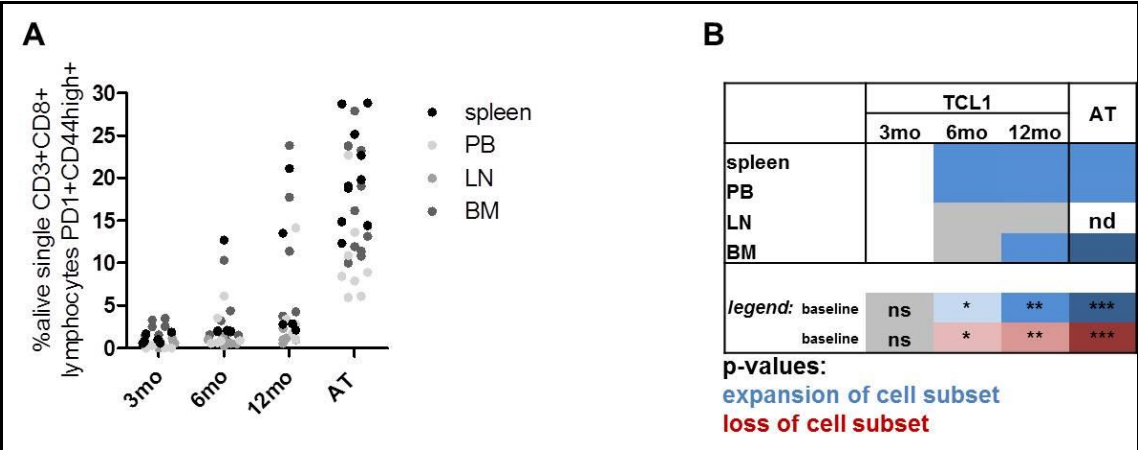 A
%alive single CD3+CD8+
lymphocytes PD1+CD44high+
30
25
20
15
10
5
0
3mo
6mo
12mo
AT
spleen
PB
LN
BM
B
TCL1
AT
3mo 6mo 12mo
spleen
PB
LN nd
BM
legend: baseline ns * ** ***
baseline ns * ** ***
p-values:
expansion of cell subset
loss of cell subset